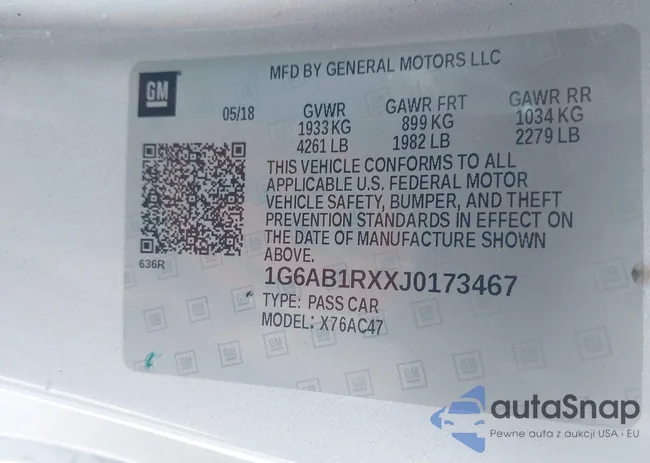 MFD BY GENERAL MOTORS LLC
GM
05/18 GVWR GAWR FRT GAWR RR
1933 KG 899 KG 1034 KG
4261 LB 1982 LB 2279 LB
THIS VEHICLE CONFORMS TO ALL
APPLICABLE U.S. FEDERAL MOTOR
VEHICLE SAFETY, BUMPER, AND THEFT
PREVENTION STANDARDS IN EFFECT ON
THE DATE OF MANUFACTURE SHOWN
ABOVE.
636R
1G6AB1RXXJ0173467
TYPE: PASS CAR
MODEL: X76AC47
autaSnap
Pewne auta z aukcji USA i EU